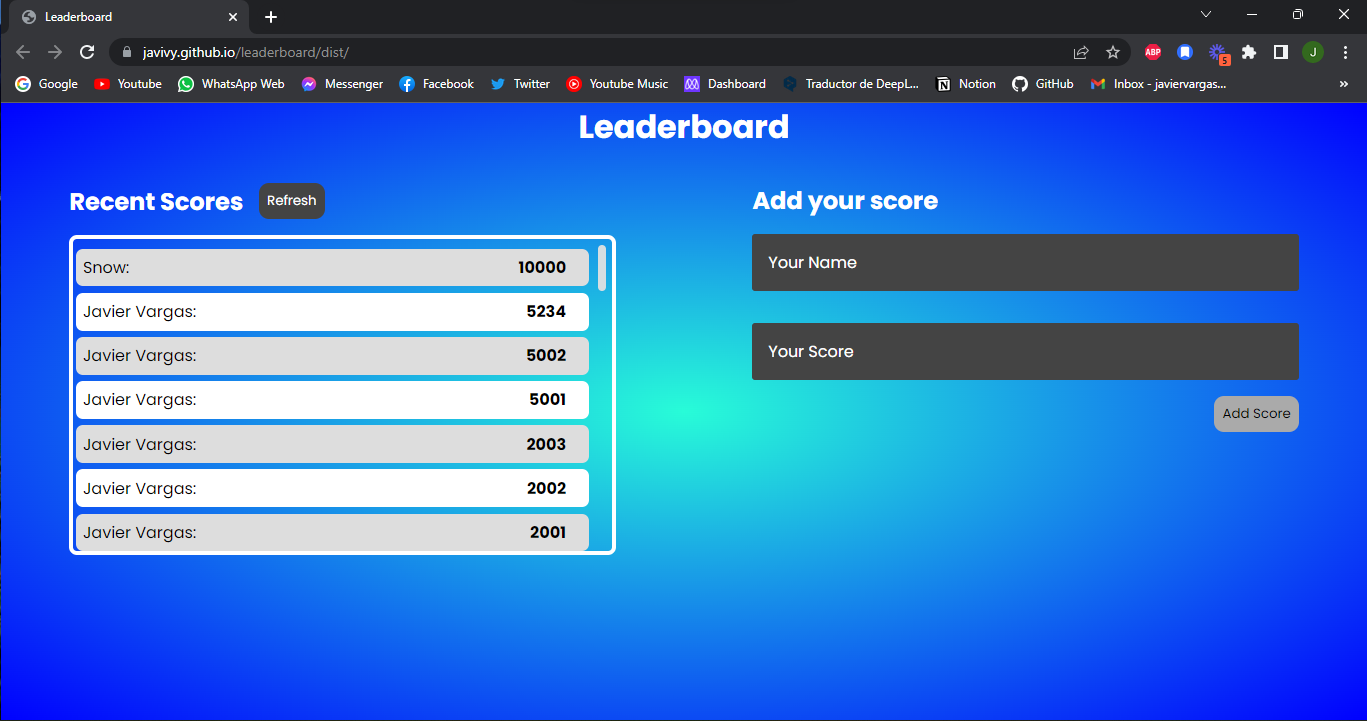 Leaderboard
javivy.github.io/leaderboard/dist/
ABP
5
J
Google Youtube WhatsApp Web Messenger Facebook Twitter Youtube Music Dashboard Traductor de DeepL... Notion GitHub Inbox - javiervargas... »
Leaderboard
Recent Scores Refresh
Snow: 10000
Javier Vargas: 5234
Javier Vargas: 5002
Javier Vargas: 5001
Javier Vargas: 2003
Javier Vargas: 2002
Javier Vargas: 2001
Add your score
Your Name
Your Score
Add Score